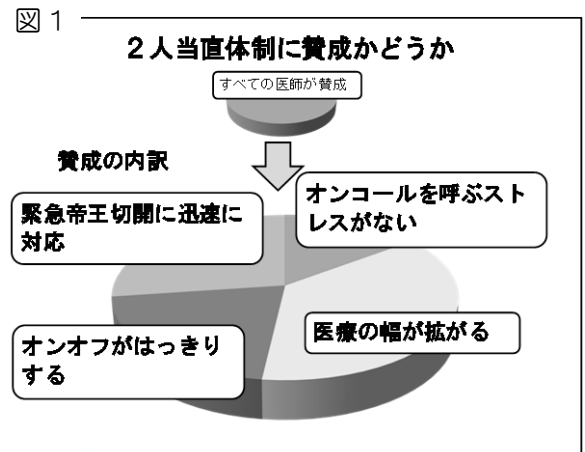 図1
2人当直体制に賛成かどうか
すべての医師が賛成
賛成の内訳
オンコールを呼ぶスト
レスがない
緊急帝王切開に迅速に
対応
医療の幅が拡がる
オンオフがはっきり
する